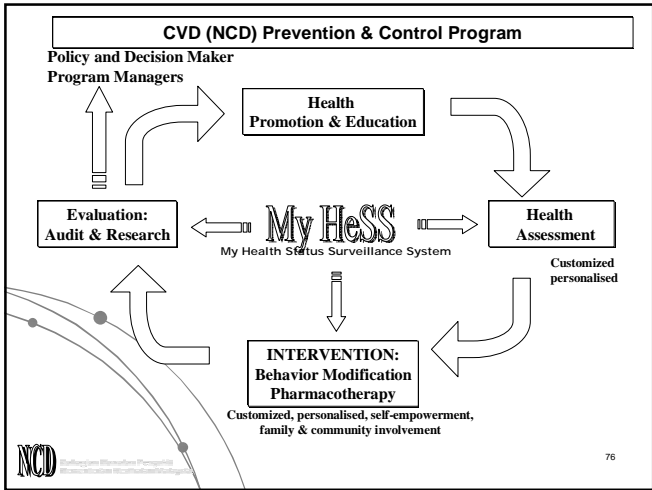 CVD (NCD) Prevention & Control Program
Policy and Decision Maker
Program Managers
Health
Promotion & Education
Evaluation:
Audit & Research
My HeSS
My Health Status Surveillance System
Health
Assessment
Customized
personalised
INTERVENTION:
Behavior Modification
Pharmacotherapy
Customized, personalised, self-empowerment,
family & community involvement
NCD
76